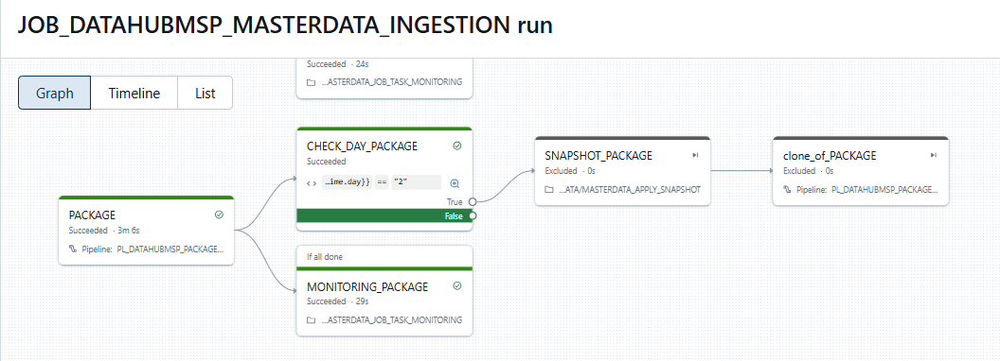 JOB_DATAHUBMSP_MASTERDATA_INGESTION run
Graph
Timeline
List
Succeeded · 24s
...ASTERDATA_JOB_TASK_MONITORING
CHECK_DAY_PACKAGE
Succeeded
...ime.day}} == "2"
True
False
SNAPSHOT_PACKAGE
Excluded · 0s
...ATA/MASTERDATA_APPLY_SNAPSHOT
clone_of_PACKAGE
Excluded · 0s
Pipeline: PL_DATAHUBMSP_PACKAGE...
PACKAGE
Succeeded · 3m 6s
Pipeline: PL_DATAHUBMSP_PACKAGE...
If all done
MONITORING_PACKAGE
Succeeded · 29s
...ASTERDATA_JOB_TASK_MONITORING